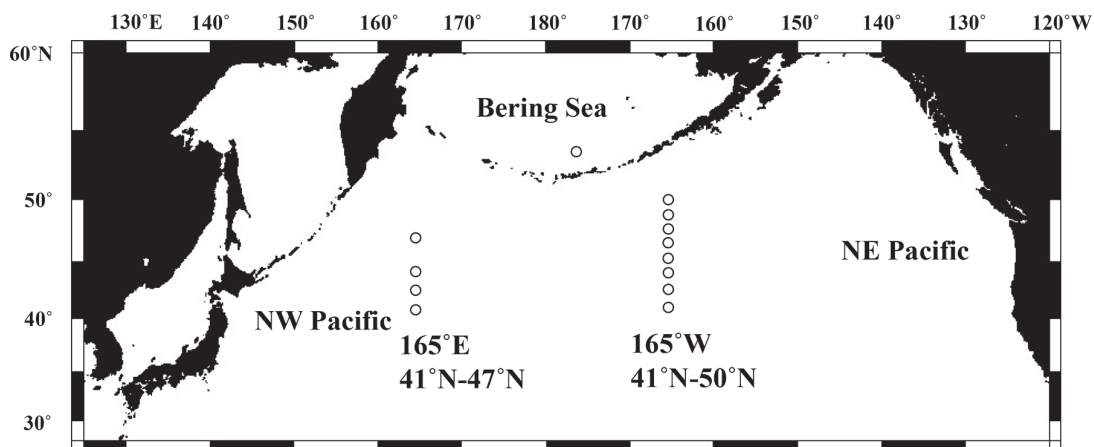 130˚E 140 150 160 170 180 170 160 150 140 130 120˚W
60˚N
Bering Sea
50˚
NE Pacific
40˚
NW Pacific
165˚E
41˚N-47˚N
165˚W
41˚N-50˚N
30˚